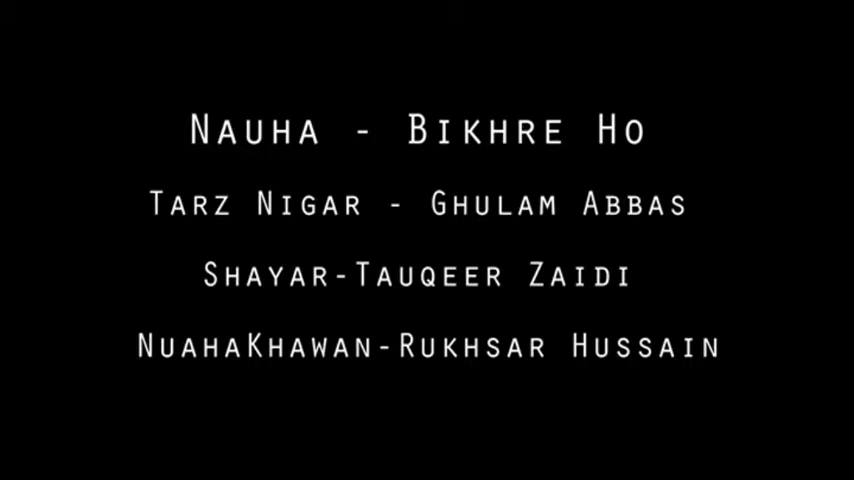 Nauha - Bikhre Ho
Tarz Nigar - Ghulam Abbas
Shayar-Tauqeer Zaidi
NuahaKhawan-Rukhsar Hussain